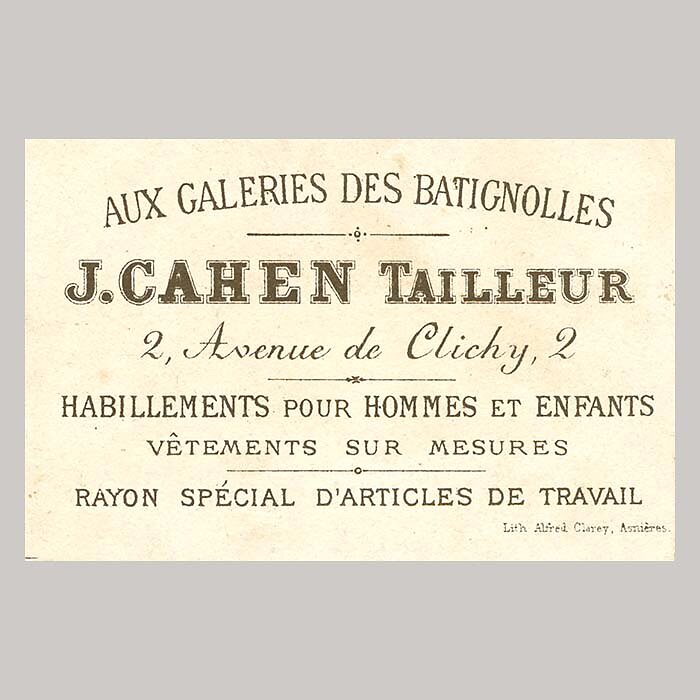 AUX GALERIES DES BATIGNOLLES
J. CAHEN TAILLEUR
2, Avenue de Clichy, 2
HABILLEMENTS POUR HOMMES ET ENFANTS
VÊTEMENTS SUR MESURES
RAYON SPÉCIAL D'ARTICLES DE TRAVAIL
Lith. Alfred Clarey, Asnières.